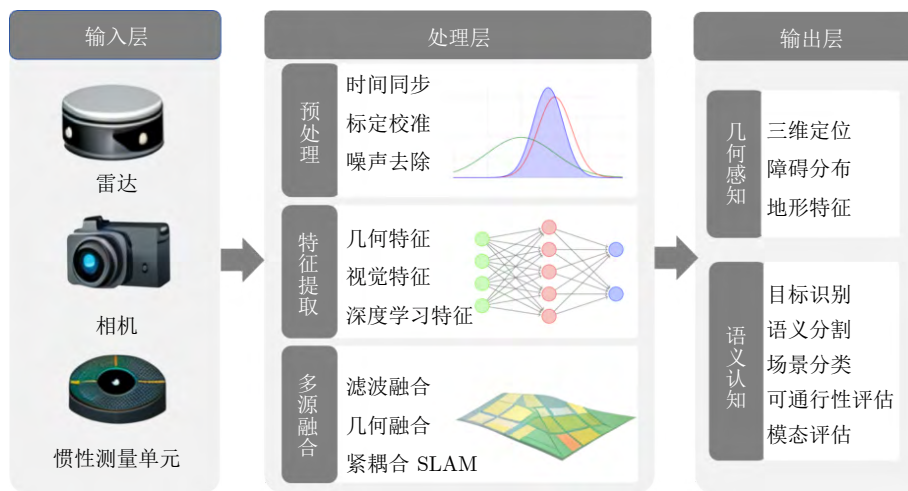 输入层
雷达
相机
惯性测量单元
处理层
预处理
时间同步
标定校准
噪声去除
特征提取
几何特征
视觉特征
深度学习特征
多源融合
滤波融合
几何融合
紧耦合 SLAM
输出层
几何感知
三维定位
障碍分布
地形特征
语义认知
目标识别
语义分割
场景分类
可通行性评估
模态评估